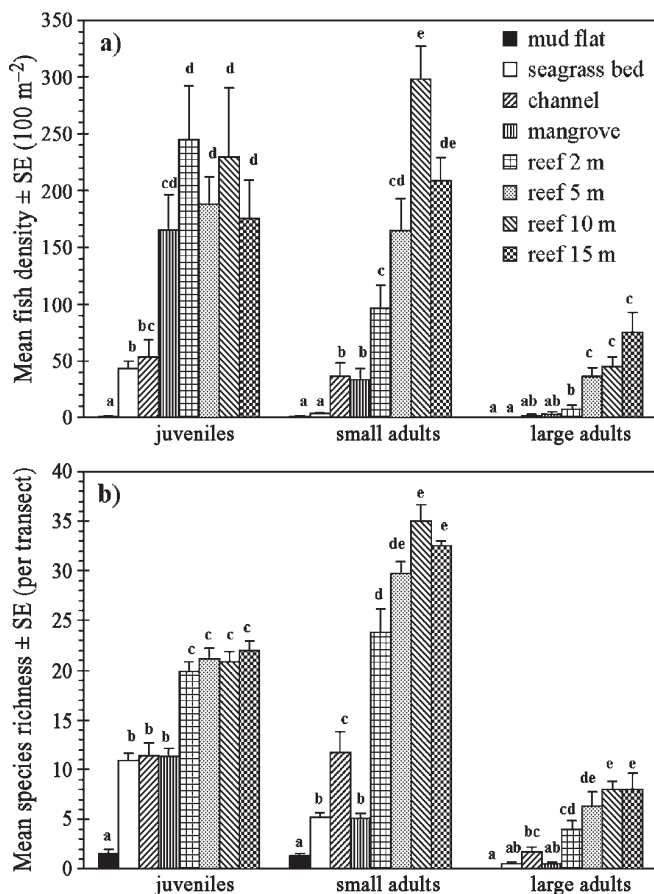 a)
mud flat
seagrass bed
channel
mangrove
reef 2 m
reef 5 m
reef 10 m
reef 15 m
Mean fish density ± SE (100 m⁻²)
350
300
250
200
150
100
50
0
a b bc cd d d d d
a a b b c cd e de
a a ab ab b c c c
juveniles small adults large adults
b)
Mean species richness ± SE (per transect)
40
35
30
25
20
15
10
5
0
a b b b c c c c
a b c b d de e e
a ab bc ab cd de e e
juveniles small adults large adults